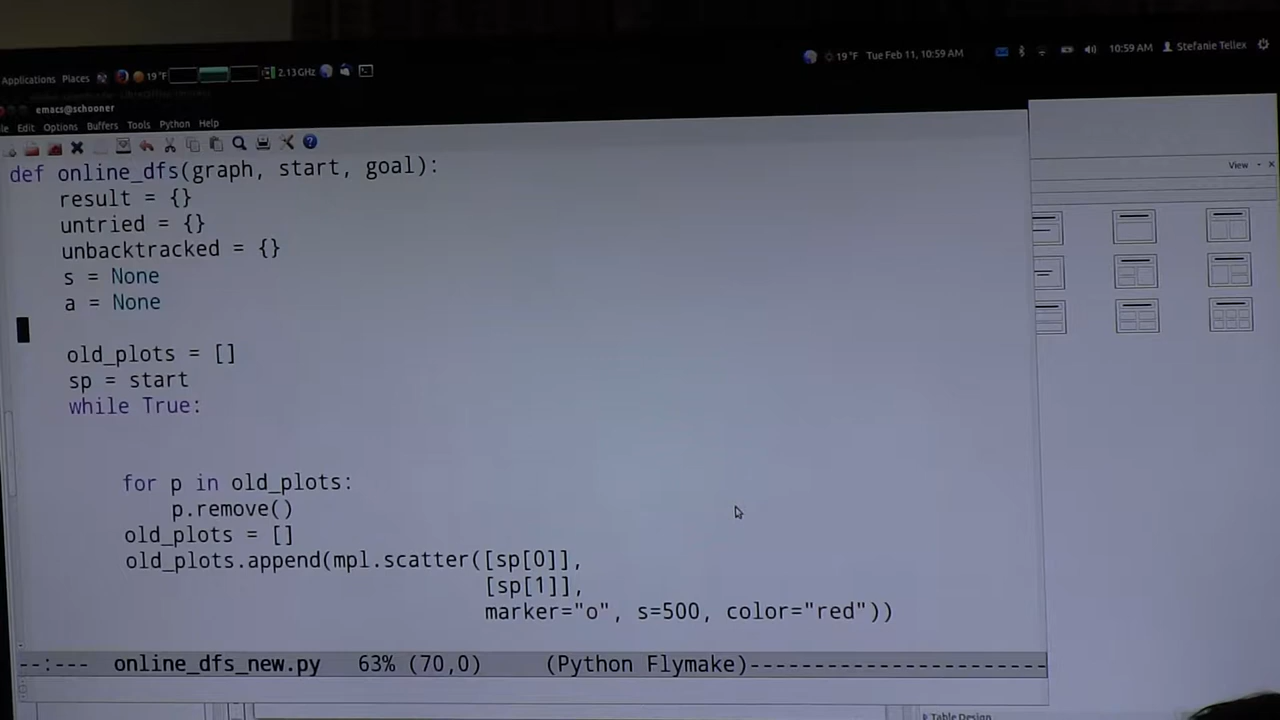 Applications Places 19 °F 2.13 GHz 19 °F Tue Feb 11, 10:59 AM 10:59 AM Stefanie Tellex
emacs@schooner
Edit Options Buffers Tools Python Help
View
def online_dfs(graph, start, goal):
result = {}
untried = {}
unbacktracked = {}
s = None
a = None
old_plots = []
sp = start
while True:
for p in old_plots:
p.remove()
old_plots = []
old_plots.append(mpl.scatter([sp[0]],
[sp[1]],
marker="o", s=500, color="red"))
--:--- online_dfs_new.py 63% (70,0) (Python Flymake)-----------------------
Table Design